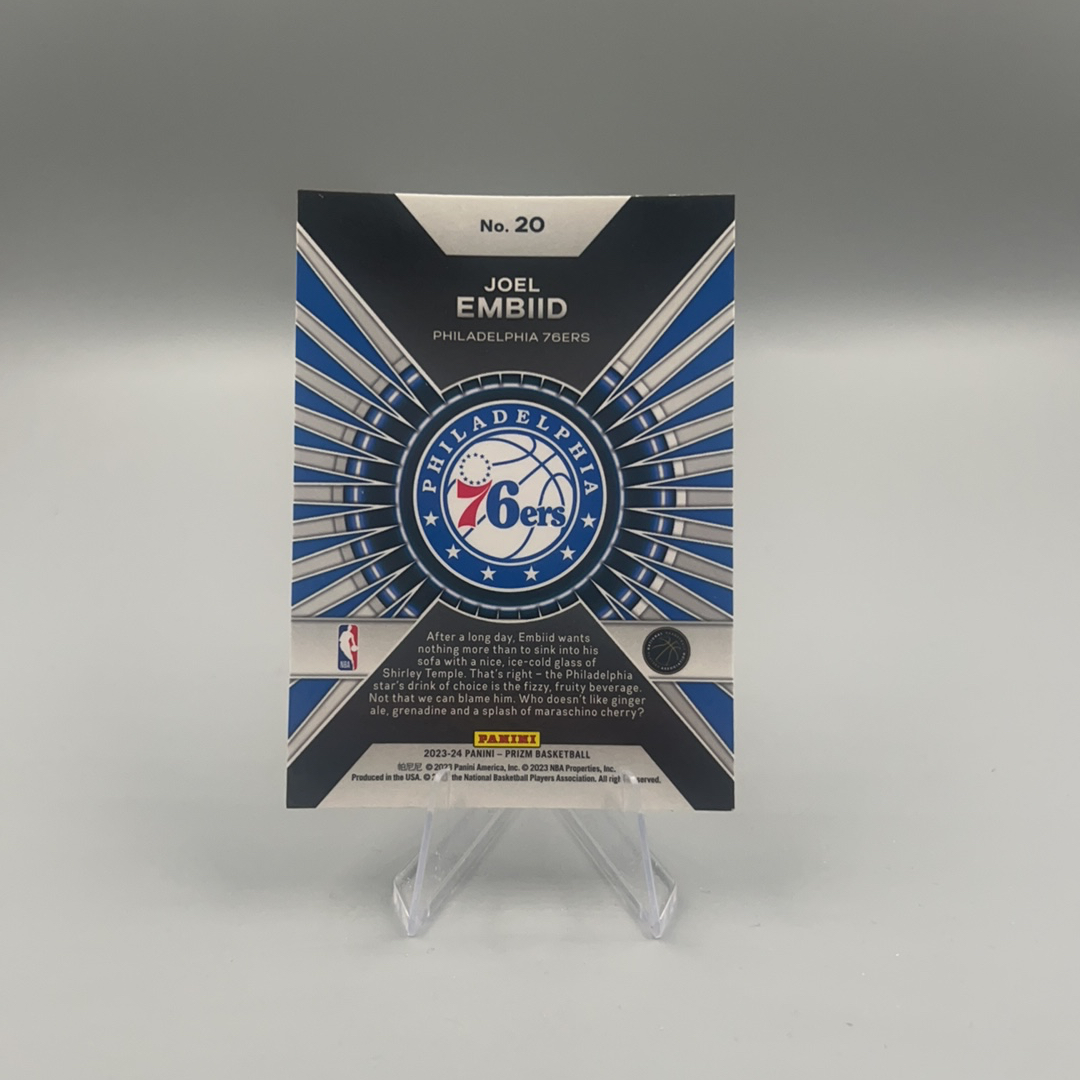 No. 20
JOEL
EMBIID
PHILADELPHIA 76ERS
PHILADELPHIA
76ers
After a long day, Embiid wants
nothing more than to sink into his
sofa with a nice, ice-cold glass of
Shirley Temple. That's right – the Philadelphia
star's drink of choice is the fizzy, fruity beverage.
Not that we can blame him. Who doesn't like ginger
ale, grenadine and a splash of maraschino cherry?
NBA
PANINI
2023-24 PANINI – PRIZM BASKETBALL
帕尼尼 © 2023 Panini America, Inc. © 2023 NBA Properties, Inc.
Produced in the USA. © the National Basketball Players Association. All